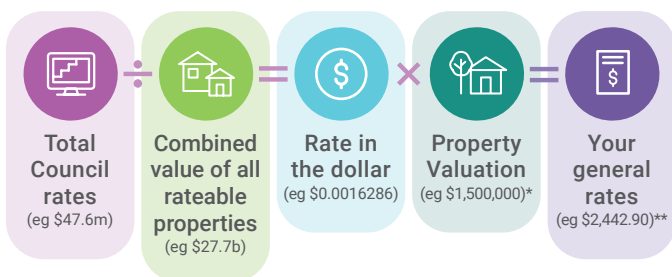 ÷
=
$
×
=
$
Total
Council
rates
(eg $47.6m)
Combined
value of all
rateable
properties
(eg $27.7b)
Rate in
the dollar
(eg $0.0016286)
Property
Valuation
(eg $1,500,000)*
Your
general
rates
(eg $2,442.90)**